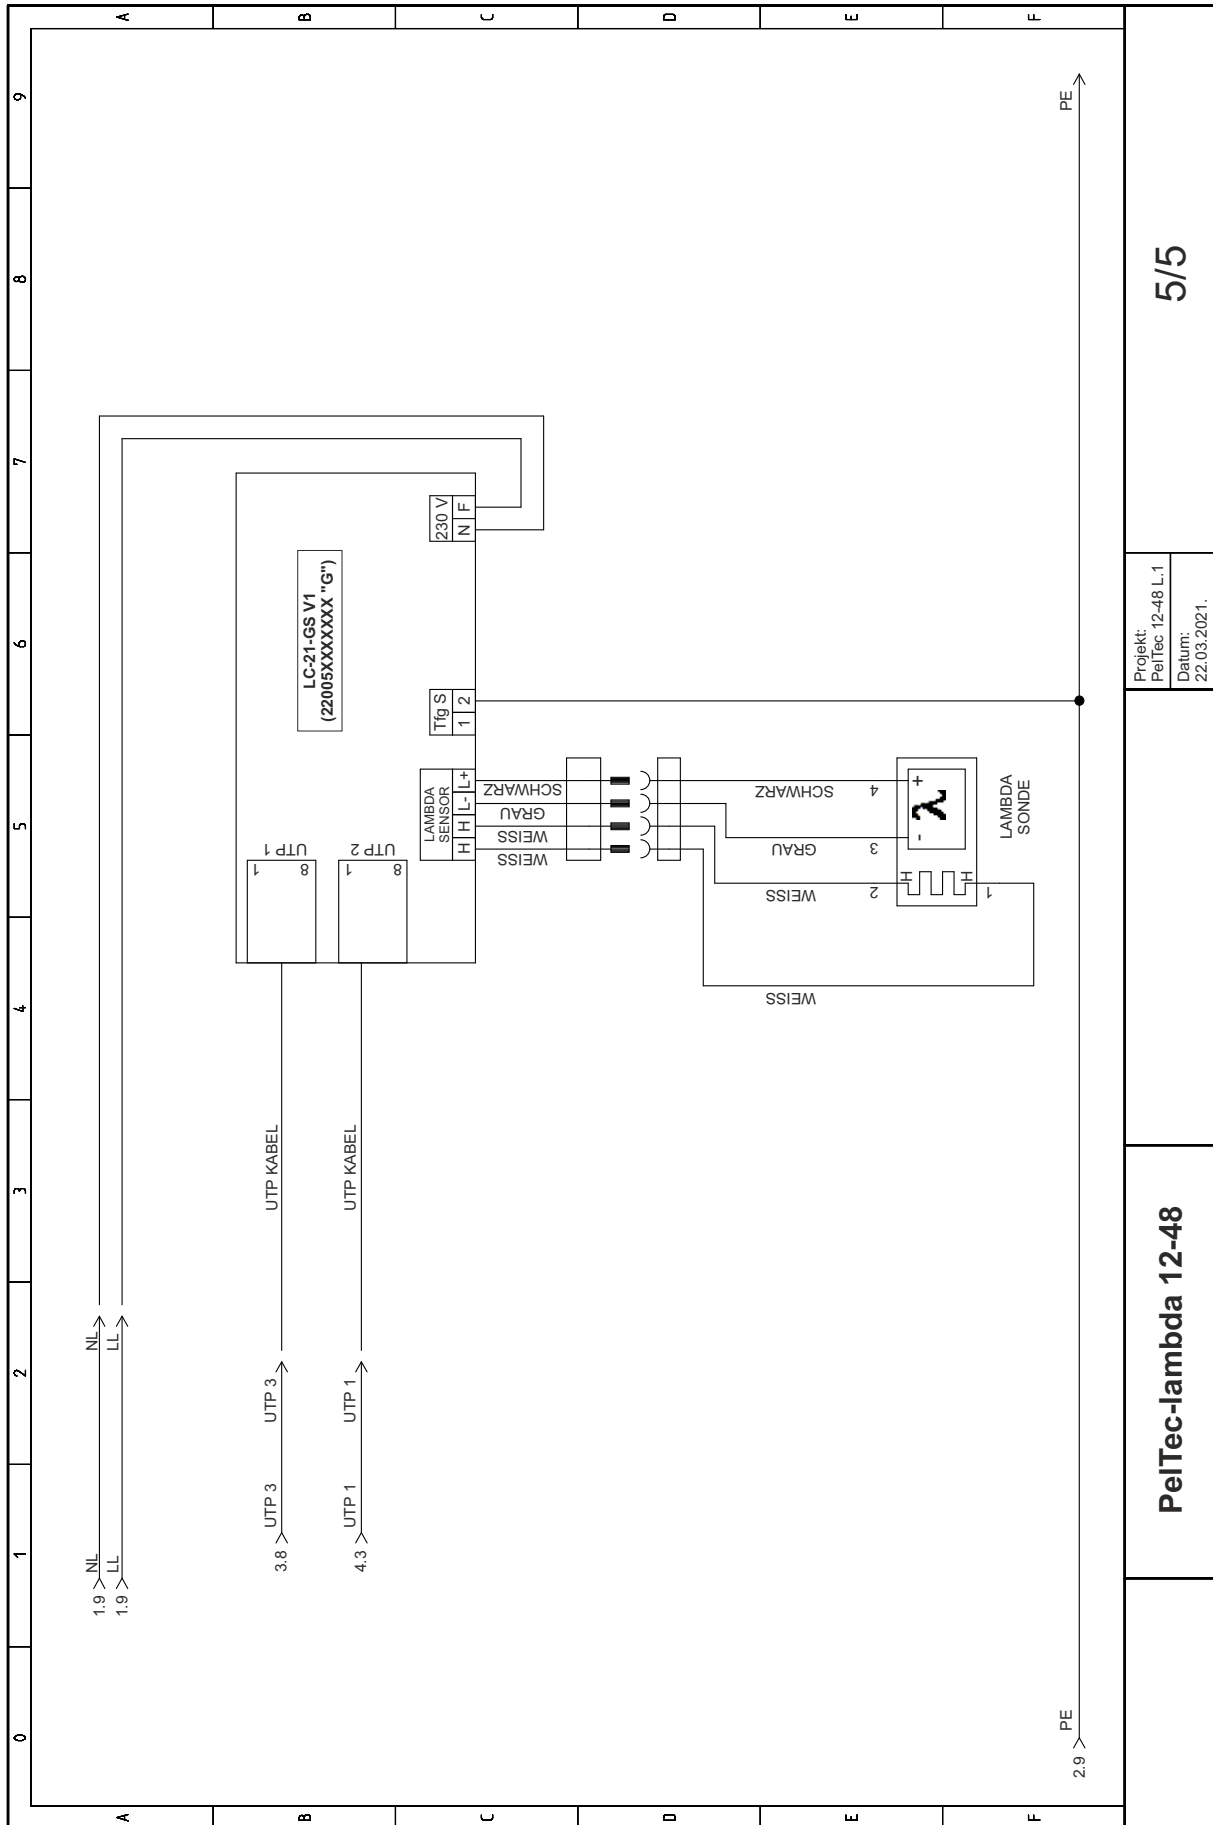 0 1 2 3 4 5 6 7 8 9
A A
B B
C C
D D
E E
F F
1.9 NL NL
1.9 LL LL
3.8 UTP 3 UTP 3 UTP KABEL
4.3 UTP 1 UTP 1 UTP KABEL
UTP 1
1 8
UTP 2
1 8
LC-21-GS V1
(22005XXXXXXX "G")
LAMBDA
SENSOR
H H L- L+
Tfg S
1 2
230 V
N F
WEISS
WEISS
GRAU
SCHWARZ
WEISS
WEISS
GRAU
SCHWARZ
2 3 4
H
- λ +
H
1
LAMBDA
SONDE
2.9 PE PE
PelTec-lambda 12-48
Projekt:
PelTec 12-48 L.1
Datum:
22.03.2021.
5/5